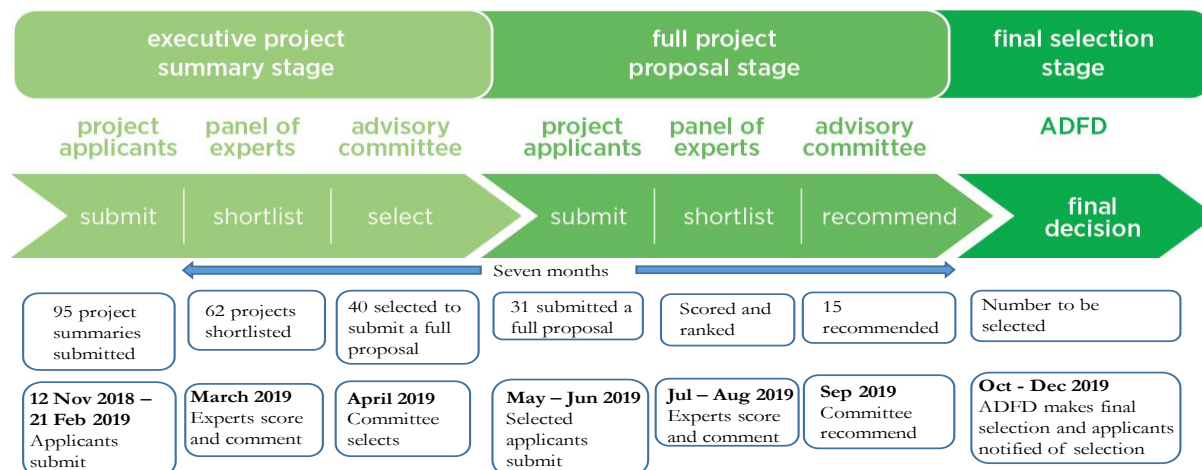 executive project
summary stage
full project
proposal stage
final selection
stage
project
applicants
panel of
experts
advisory
committee
project
applicants
panel of
experts
advisory
committee
ADFD
submit
shortlist
select
submit
shortlist
recommend
final
decision
Seven months
95 project
summaries
submitted
62 projects
shortlisted
40 selected to
submit a full
proposal
31 submitted a
full proposal
Scored and
ranked
15
recommended
Number to be
selected
12 Nov 2018 –
21 Feb 2019
Applicants
submit
March 2019
Experts score
and comment
April 2019
Committee
selects
May – Jun 2019
Selected
applicants
submit
Jul – Aug 2019
Experts score
and comment
Sep 2019
Committee
recommend
Oct - Dec 2019
ADFD makes final
selection and applicants
notified of selection